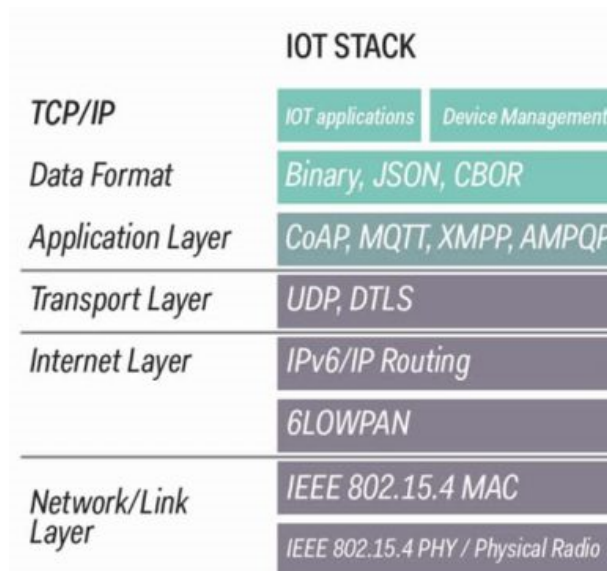 IOT STACK
TCP/IP IOT applications Device Management
Data Format Binary, JSON, CBOR
Application Layer CoAP, MQTT, XMPP, AMPQP
Transport Layer UDP, DTLS
Internet Layer IPv6/IP Routing
6LOWPAN
Network/Link
Layer
IEEE 802.15.4 MAC
IEEE 802.15.4 PHY / Physical Radio